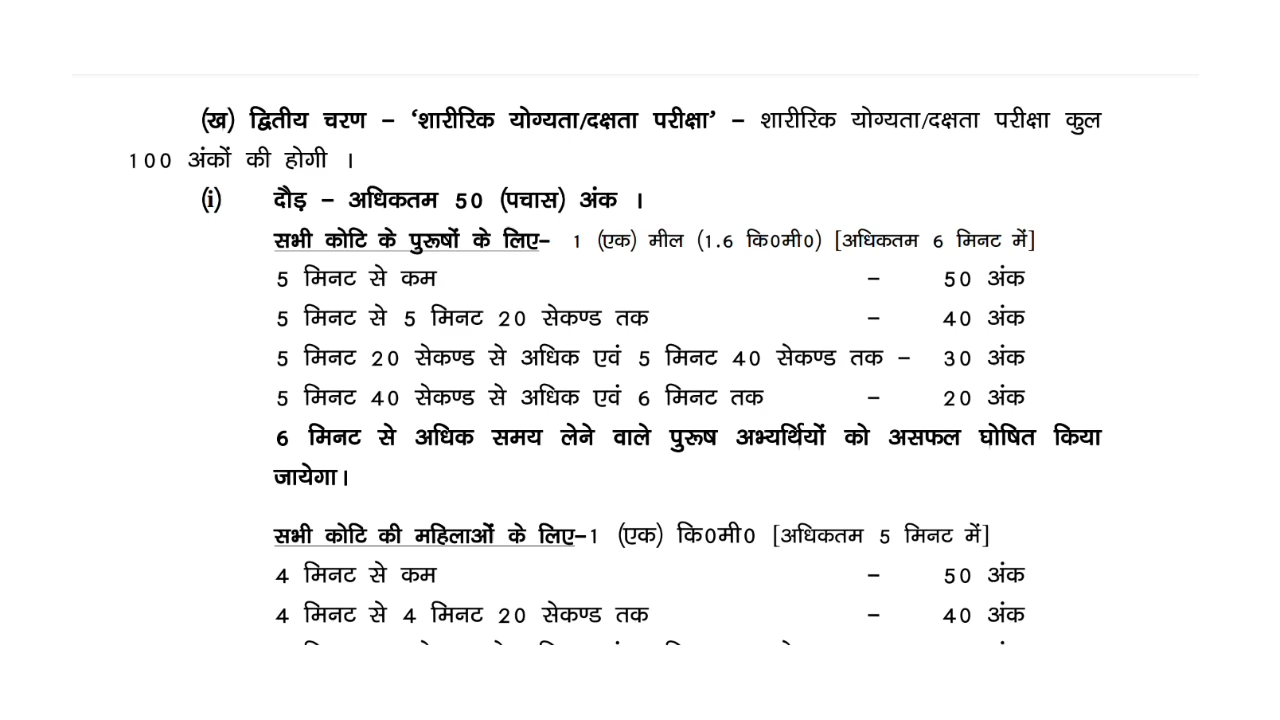 (ख) द्वितीय चरण – ‘शारीरिक योग्यता/दक्षता परीक्षा’ – शारीरिक योग्यता/दक्षता परीक्षा कुल
100 अंकों की होगी ।
(i) दौड़ – अधिकतम 50 (पचास) अंक ।
सभी कोटि के पुरूषों के लिए– 1 (एक) मील (1.6 कि0मी0) [अधिकतम 6 मिनट में]
5 मिनट से कम – 50 अंक
5 मिनट से 5 मिनट 20 सेकण्ड तक – 40 अंक
5 मिनट 20 सेकण्ड से अधिक एवं 5 मिनट 40 सेकण्ड तक – 30 अंक
5 मिनट 40 सेकण्ड से अधिक एवं 6 मिनट तक – 20 अंक
6 मिनट से अधिक समय लेने वाले पुरूष अभ्यर्थियों को असफल घोषित किया
जायेगा।
सभी कोटि की महिलाओं के लिए–1 (एक) कि0मी0 [अधिकतम 5 मिनट में]
4 मिनट से कम – 50 अंक
4 मिनट से 4 मिनट 20 सेकण्ड तक – 40 अंक